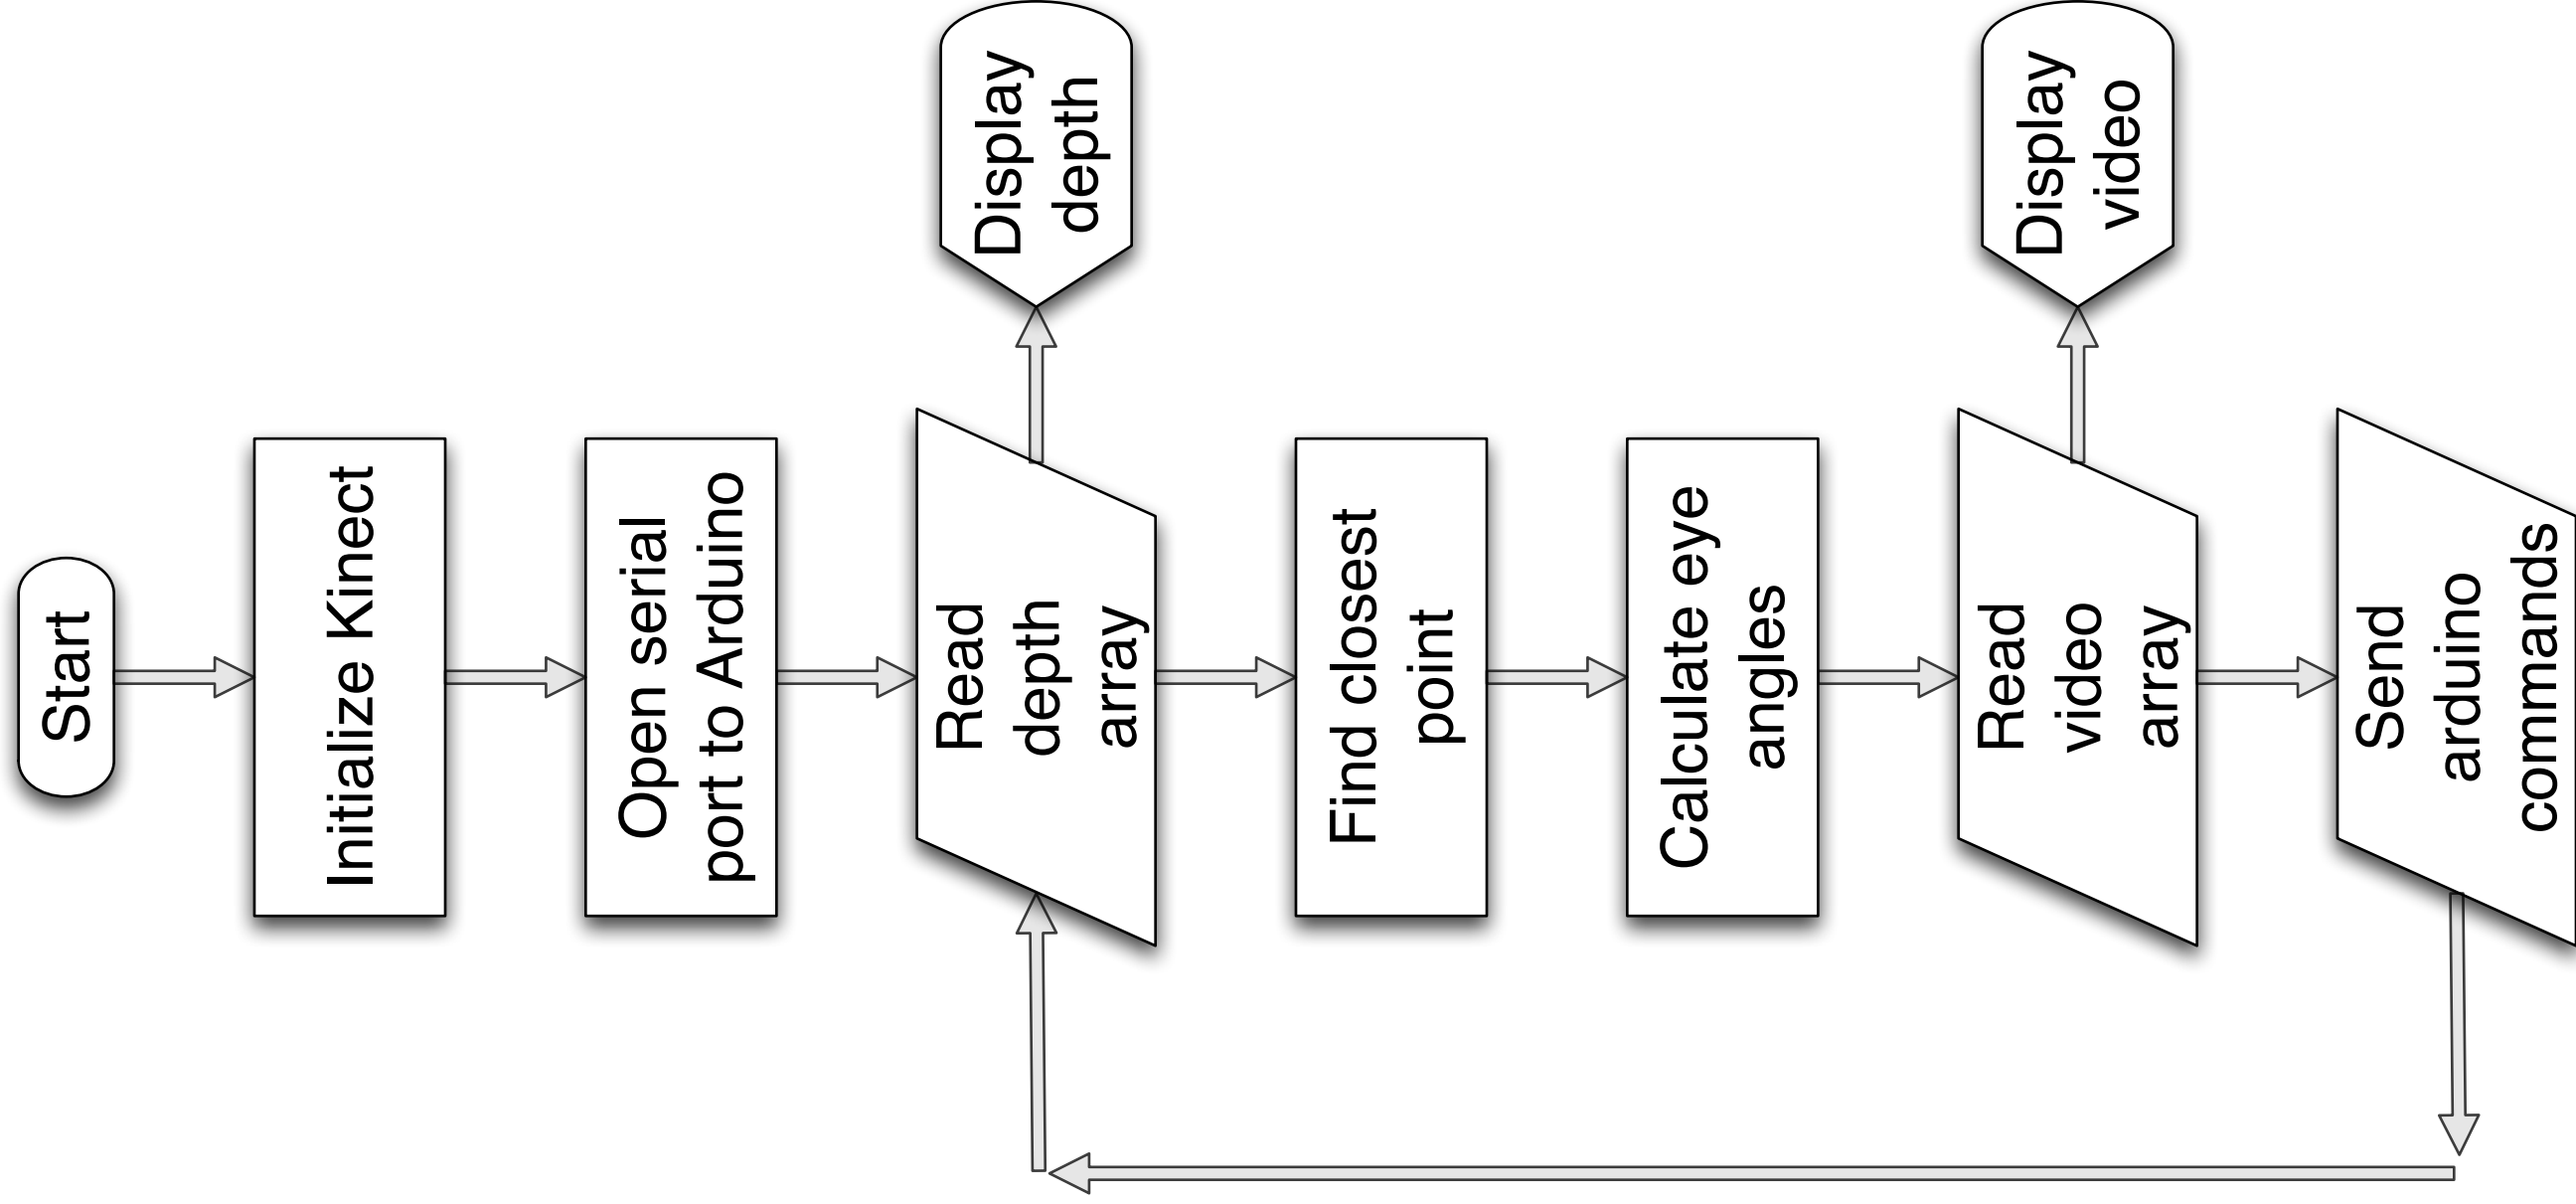 Start
Initialize Kinect
Open serial
port to Arduino
Read
depth
array
Display
depth
Find closest
point
Calculate eye
angles
Read
video
array
Display
video
Send
arduino
commands